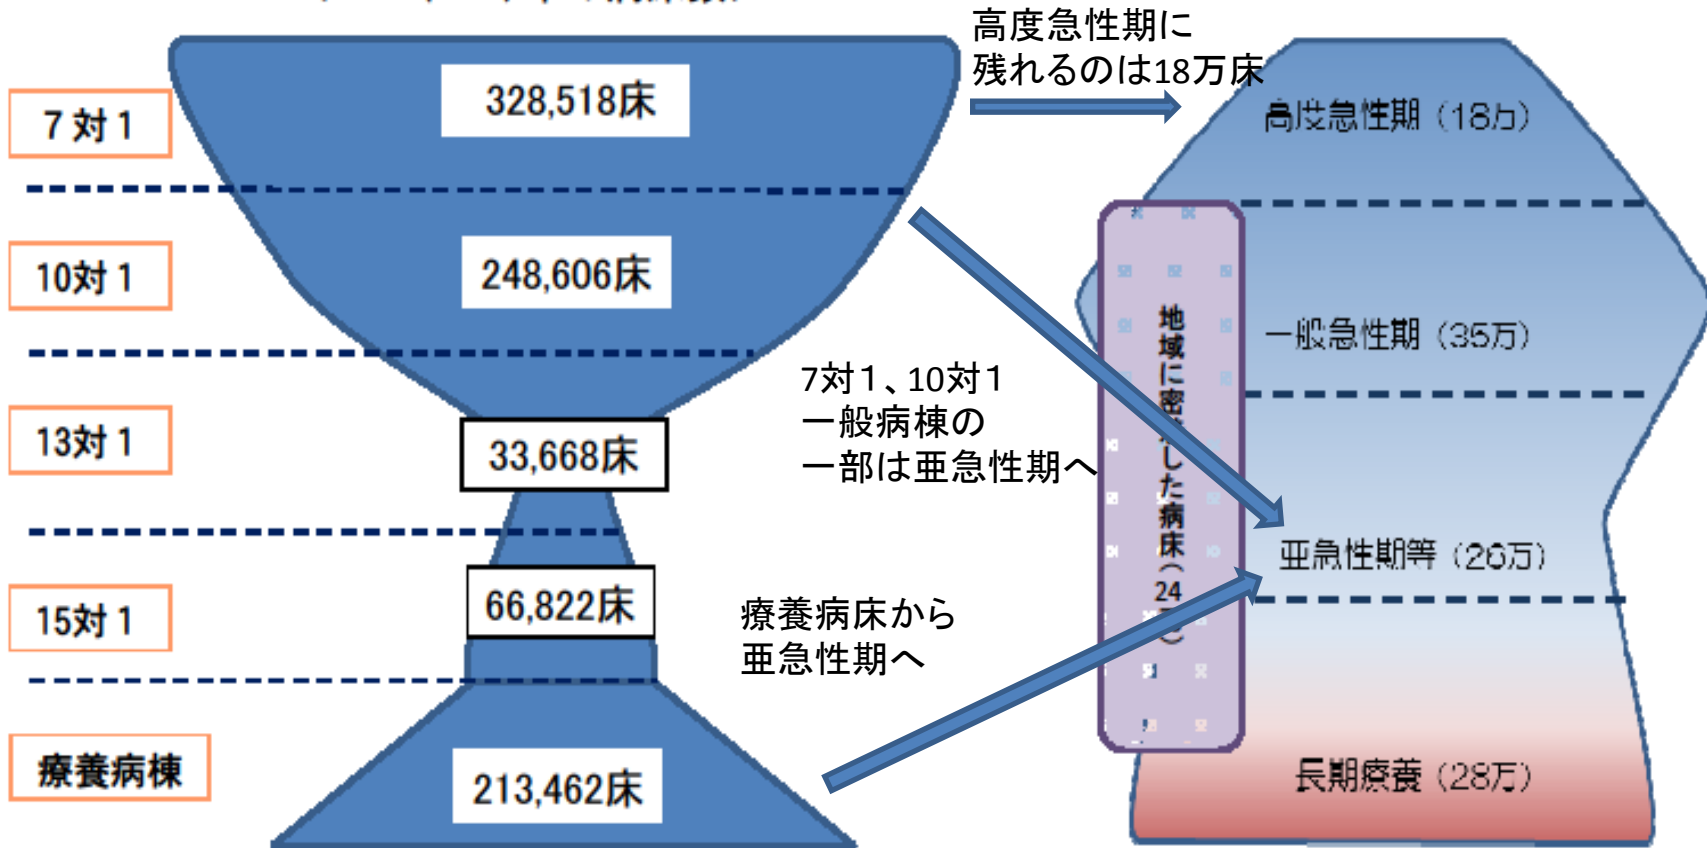 高度急性期に
残れるのは18万床
7対1
328,518床
高度急性期（18万）
10対1
248,606床
一般急性期（35万）
7対1、10対1
一般病棟の
一部は亜急性期へ
13対1
33,668床
地域に密
した病床（24
亜急性期等（26万）
15対1
66,822床
療養病床から
亜急性期へ
療養病棟
213,462床
長期療養（28万）